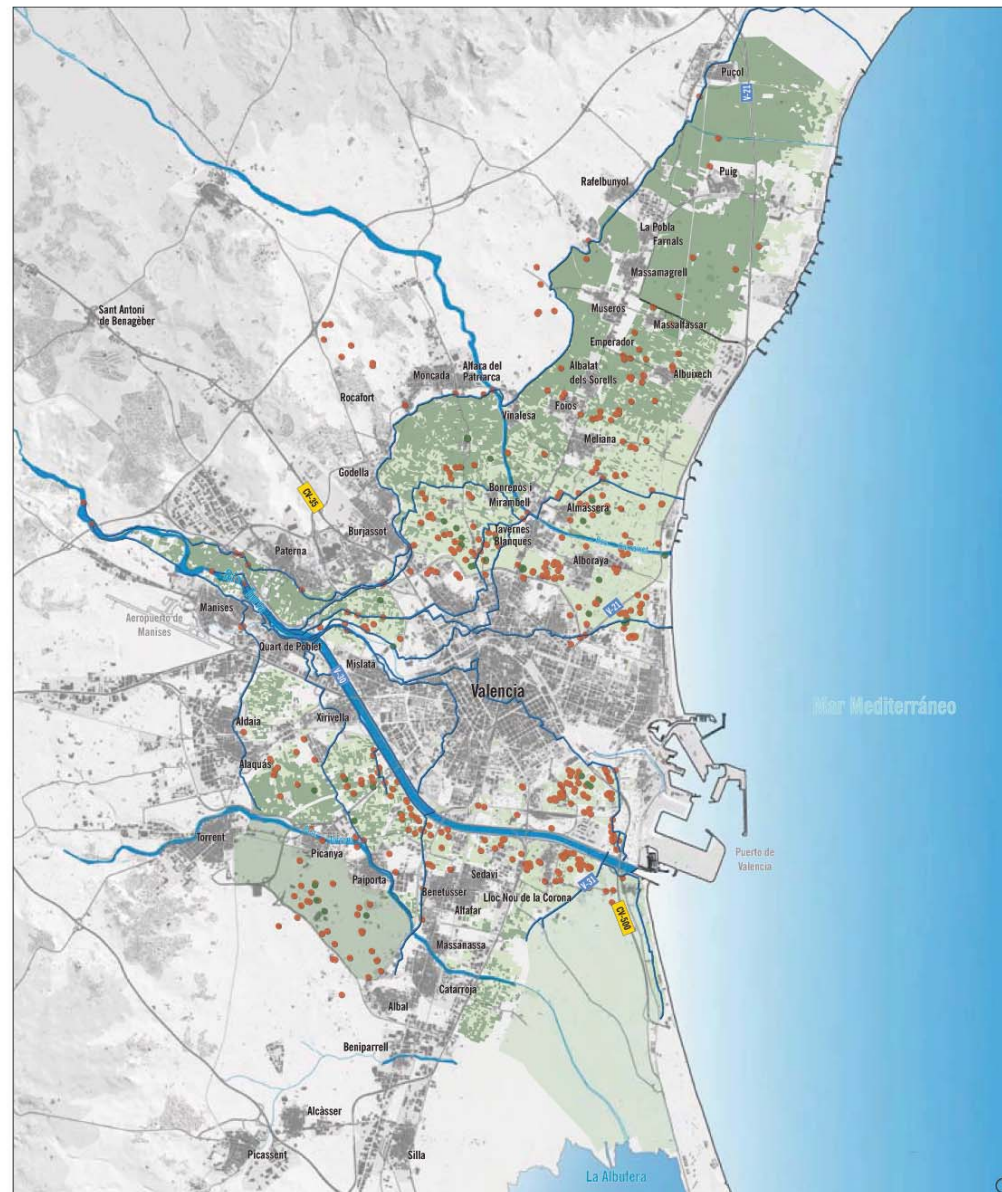 Puçol
V-21
Puig
Rafelbunyol
La Pobla
Farnals
Massamagrell
Museros
Massalfassar
Sant Antoni
de Benagèber
Emperador
Albalat
dels Sorells
Albuixech
Alfara del
Patriarca
Moncada
Rocafort
Vinalesa
Foios
Meliana
Godella
CV-35
Bonrepos i
Mirambell
Almassera
Burjassot
Tavernes
Blanques
Paterna
Alboraya
Manises
V-21
Aeropuerto de
Manises
Quart de Poblet
Mislata
V-30
Valencia
Mar Mediterráneo
Aldaia
Xirivella
Alaquàs
Torrent
Picanya
Puerto de
Valencia
Paiporta
Sedaví
Benetússer
Lloc Nou de la Corona
V-31
Alfafar
CV-500
Massanassa
Catarroja
Albal
Beniparrell
Alcàsser
Picassent
Silla
La Albufera